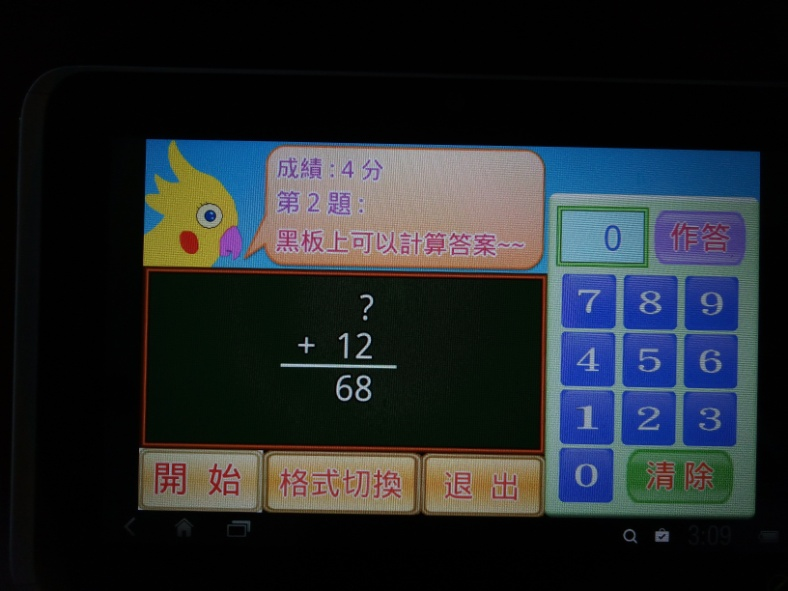 成績:4分
第2題:
黑板上可以計算答案~~
0
作答
?
+ 12
68
7 8 9
4 5 6
1 2 3
0 清除
開 始
格式切換
退 出
3:09